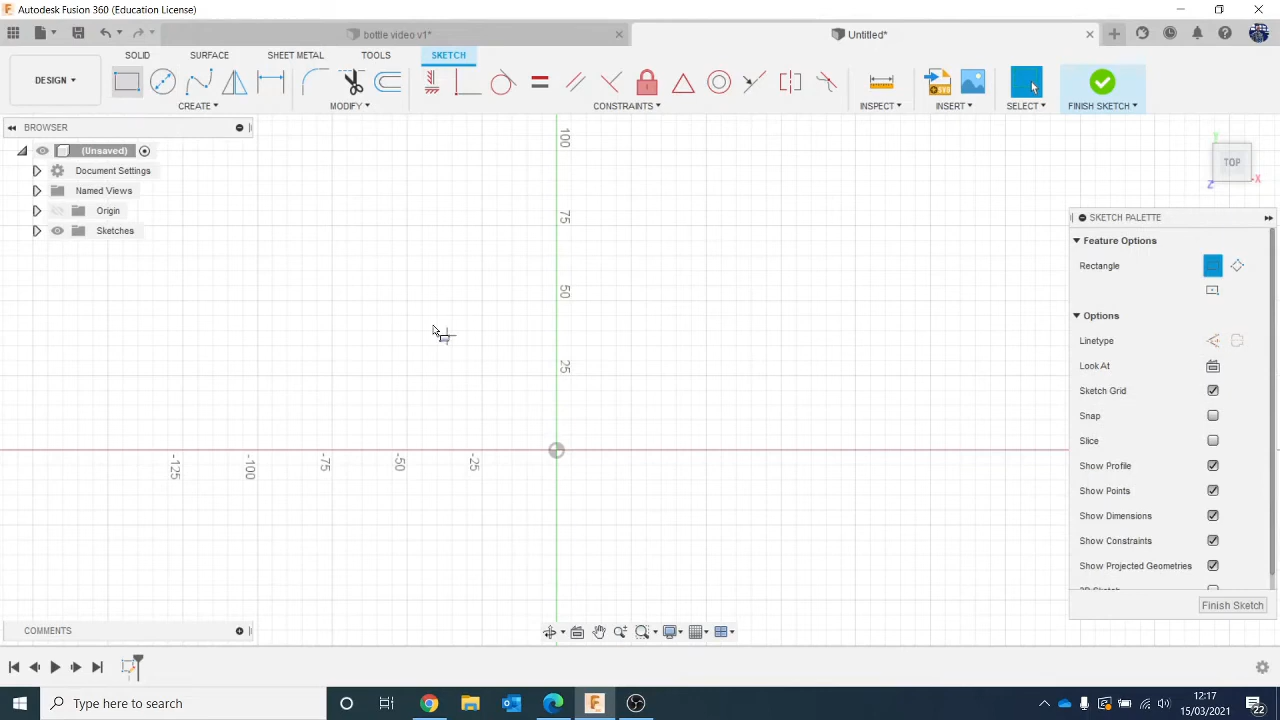 Autodesk Fusion 360 (Education License)
bottle video v1*
Untitled*
DESIGN
SOLID
SURFACE
SHEET METAL
TOOLS
SKETCH
CREATE
MODIFY
CONSTRAINTS
INSPECT
INSERT
SELECT
FINISH SKETCH
SVG
BROWSER
(Unsaved)
Document Settings
Named Views
Origin
Sketches
100
75
50
25
-125
-100
-75
-50
-25
Y
TOP
X
Z
SKETCH PALETTE
Feature Options
Rectangle
Options
Linetype
Look At
Sketch Grid
Snap
Slice
Show Profile
Show Points
Show Dimensions
Show Constraints
Show Projected Geometries
3D Sketch
Finish Sketch
COMMENTS
Type here to search
12:17
15/03/2021
22